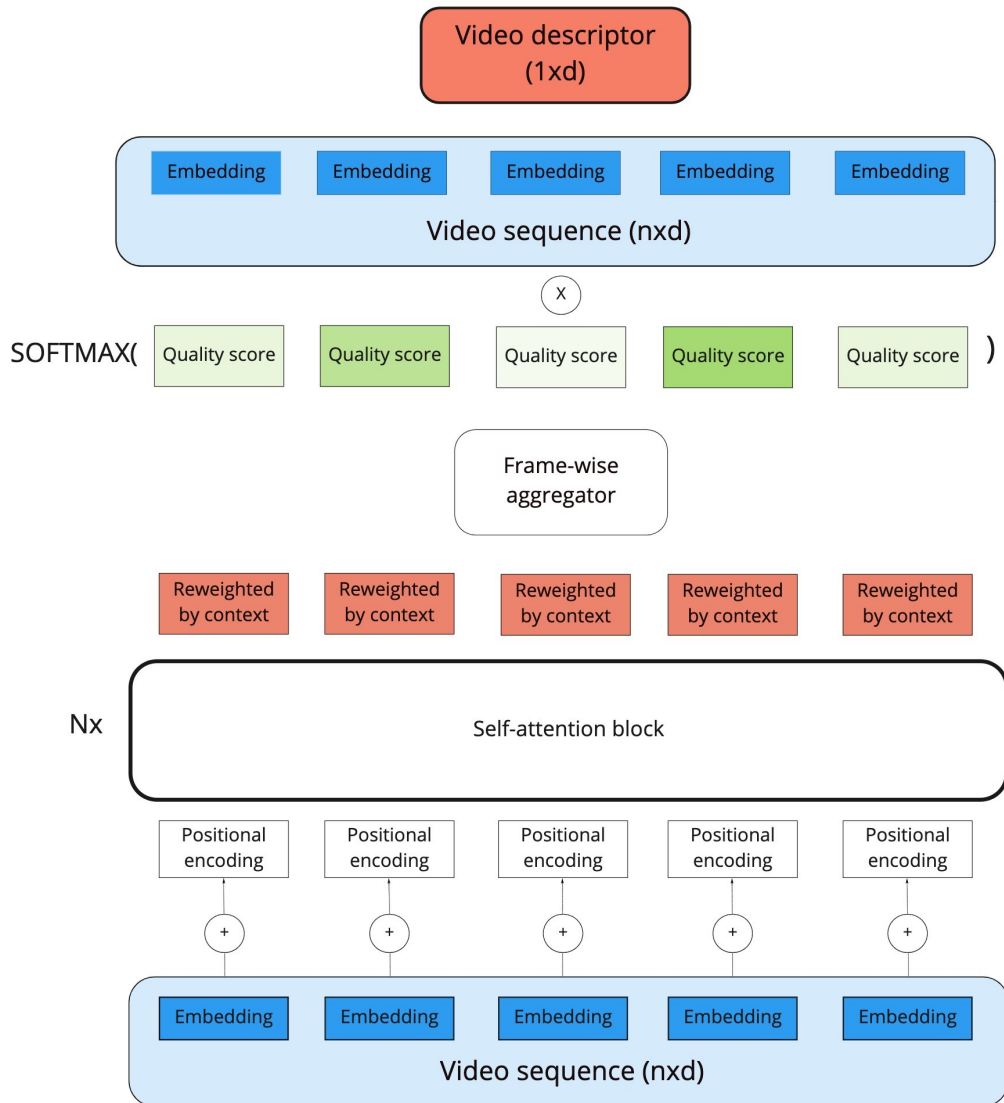 Video descriptor
(1xd)
Embedding Embedding Embedding Embedding Embedding
Video sequence (nxd)
X
SOFTMAX( Quality score Quality score Quality score Quality score Quality score )
Frame-wise
aggregator
Reweighted Reweighted Reweighted Reweighted Reweighted
by context by context by context by context by context
Nx
Self-attention block
Positional Positional Positional Positional Positional
encoding encoding encoding encoding encoding
+ + + + +
Embedding Embedding Embedding Embedding Embedding
Video sequence (nxd)